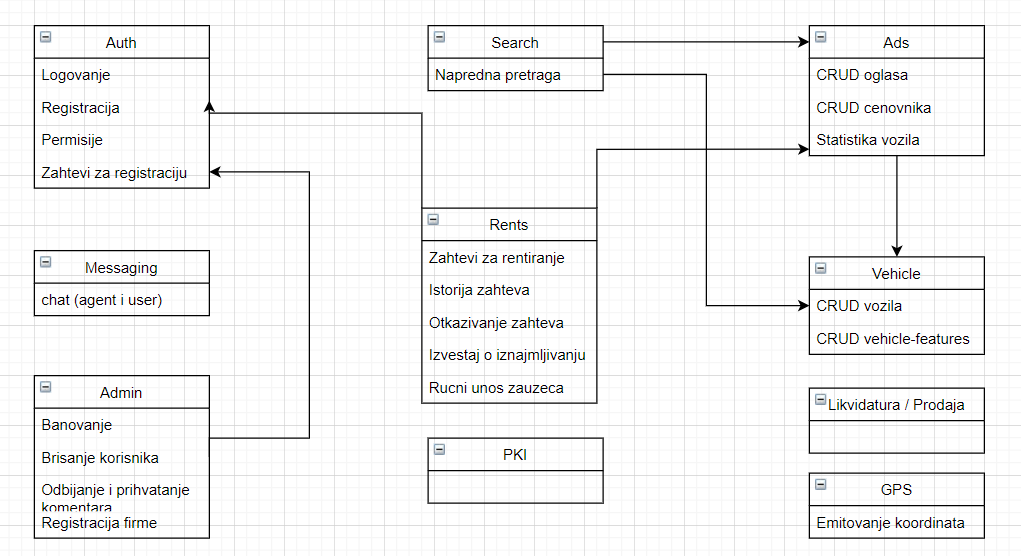 Auth
Logovanje
Registracija
Permisije
Zahtevi za registraciju
Messaging
chat (agent i user)
Admin
Banovanje
Brisanje korisnika
Odbijanje i prihvatanje
komentara
Registracija firme
Search
Napredna pretraga
Rents
Zahtevi za rentiranje
Istorija zahteva
Otkazivanje zahteva
Izvestaj o iznajmljivanju
Rucni unos zauzeca
PKI
Ads
CRUD oglasa
CRUD cenovnika
Statistika vozila
Vehicle
CRUD vozila
CRUD vehicle-features
Likvidatura / Prodaja
GPS
Emitovanje koordinata